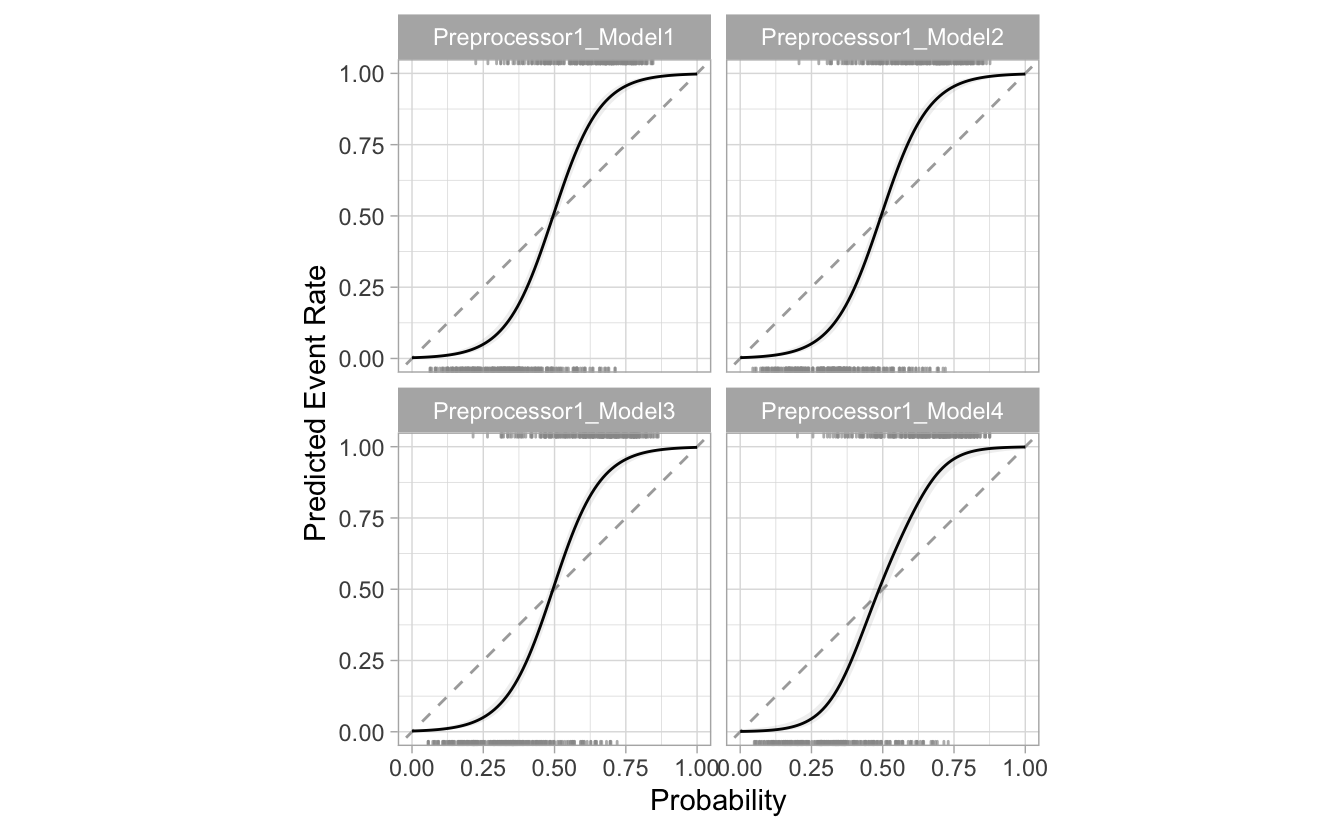 Preprocessor1_Model1 Preprocessor1_Model2
1.00
0.75
0.50
0.25
0.00
Predicted Event Rate
Preprocessor1_Model3 Preprocessor1_Model4
1.00
0.75
0.50
0.25
0.00
0.00 0.25 0.50 0.75 1.00 0.00 0.25 0.50 0.75 1.00
Probability